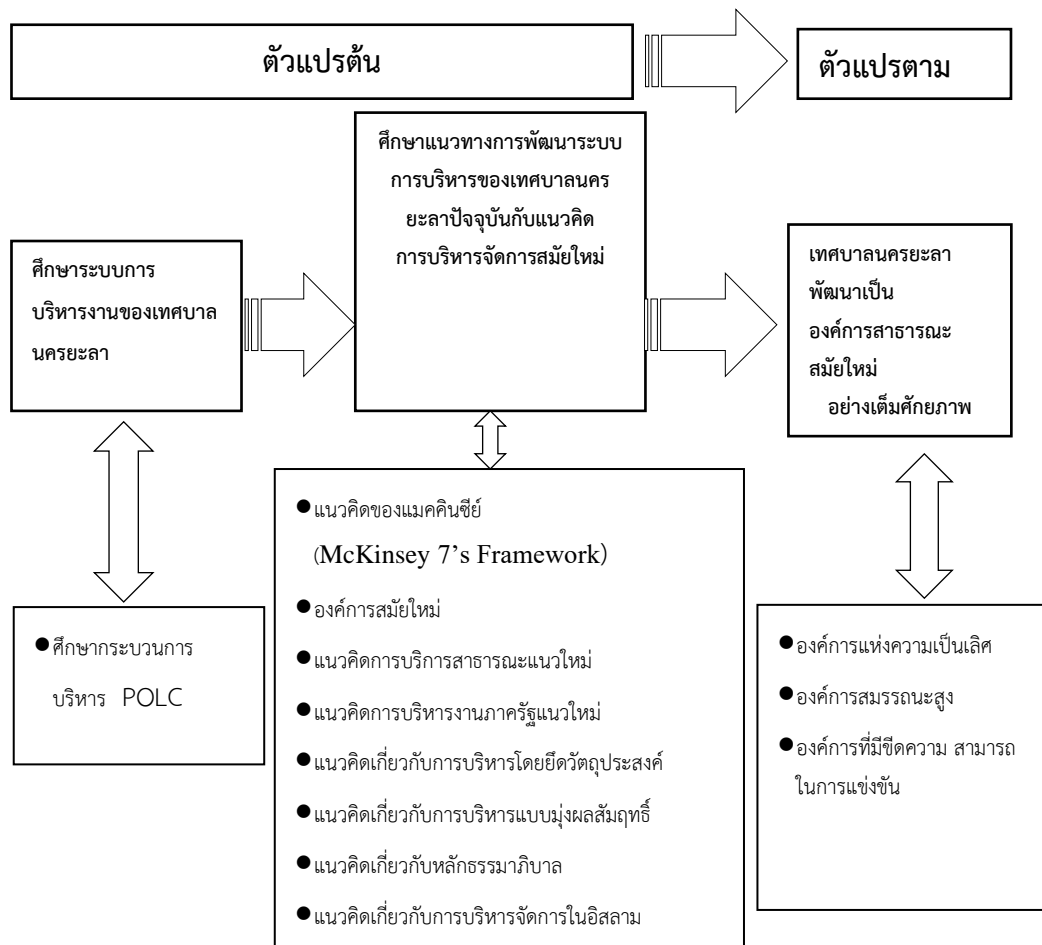 ตัวแปรต้น
ตัวแปรตาม
ศึกษาระบบการ
บริหารงานของเทศบาล
นครยะลา
ศึกษาแนวทางการพัฒนาระบบ
การบริหารของเทศบาลนคร
ยะลาปัจจุบันกับแนวคิด
การบริหารจัดการสมัยใหม่
เทศบาลนครยะลา
พัฒนาเป็น
องค์การสาธารณะ
สมัยใหม่
อย่างเต็มศักยภาพ
●ศึกษากระบวนการ
บริหาร POLC
●แนวคิดของแมคคินซีย์
(McKinsey 7’s Framework)
●องค์การสมัยใหม่
●แนวคิดการบริการสาธารณะแนวใหม่
●แนวคิดการบริหารงานภาครัฐแนวใหม่
●แนวคิดเกี่ยวกับการบริหารโดยยึดวัตถุประสงค์
●แนวคิดเกี่ยวกับการบริหารแบบมุ่งผลสัมฤทธิ์
●แนวคิดเกี่ยวกับหลักธรรมาภิบาล
●แนวคิดเกี่ยวกับการบริหารจัดการในอิสลาม
●องค์การแห่งความเป็นเลิศ
●องค์การสมรรถนะสูง
●องค์การที่มีขีดความ สามารถ
ในการแข่งขัน